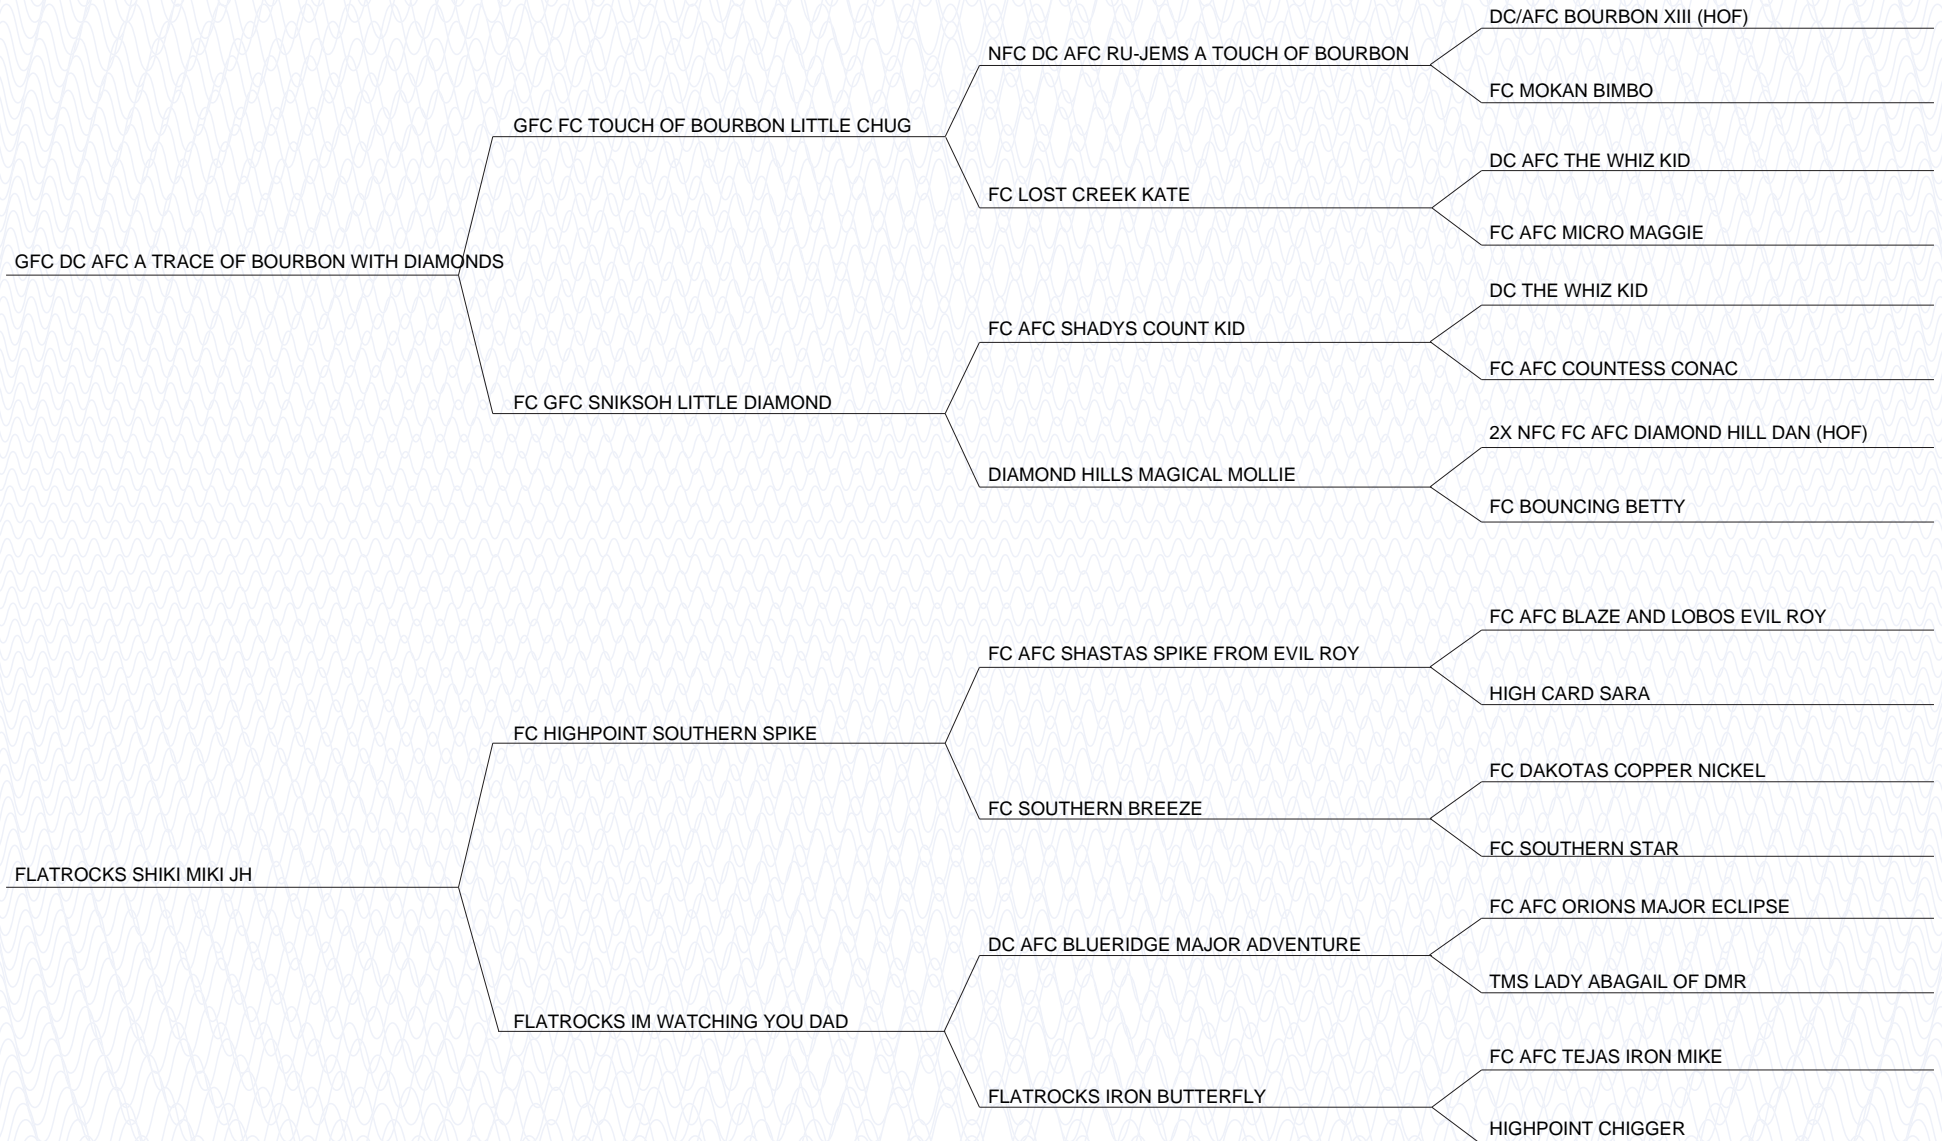 DC/AFC BOURBON XIII (HOF)
NFC DC AFC RU-JEMS A TOUCH OF BOURBON
FC MOKAN BIMBO
GFC FC TOUCH OF BOURBON LITTLE CHUG
DC AFC THE WHIZ KID
FC LOST CREEK KATE
FC AFC MICRO MAGGIE
GFC DC AFC A TRACE OF BOURBON WITH DIAMONDS
DC THE WHIZ KID
FC AFC SHADYS COUNT KID
FC AFC COUNTESS CONAC
FC GFC SNIKSOH LITTLE DIAMOND
2X NFC FC AFC DIAMOND HILL DAN (HOF)
DIAMOND HILLS MAGICAL MOLLIE
FC BOUNCING BETTY
FC AFC BLAZE AND LOBOS EVIL ROY
FC AFC SHASTAS SPIKE FROM EVIL ROY
HIGH CARD SARA
FC HIGHPOINT SOUTHERN SPIKE
FC DAKOTAS COPPER NICKEL
FC SOUTHERN BREEZE
FC SOUTHERN STAR
FLATROCKS SHIKI MIKI JH
FC AFC ORIONS MAJOR ECLIPSE
DC AFC BLUERIDGE MAJOR ADVENTURE
TMS LADY ABAGAIL OF DMR
FLATROCKS IM WATCHING YOU DAD
FC AFC TEJAS IRON MIKE
FLATROCKS IRON BUTTERFLY
HIGHPOINT CHIGGER